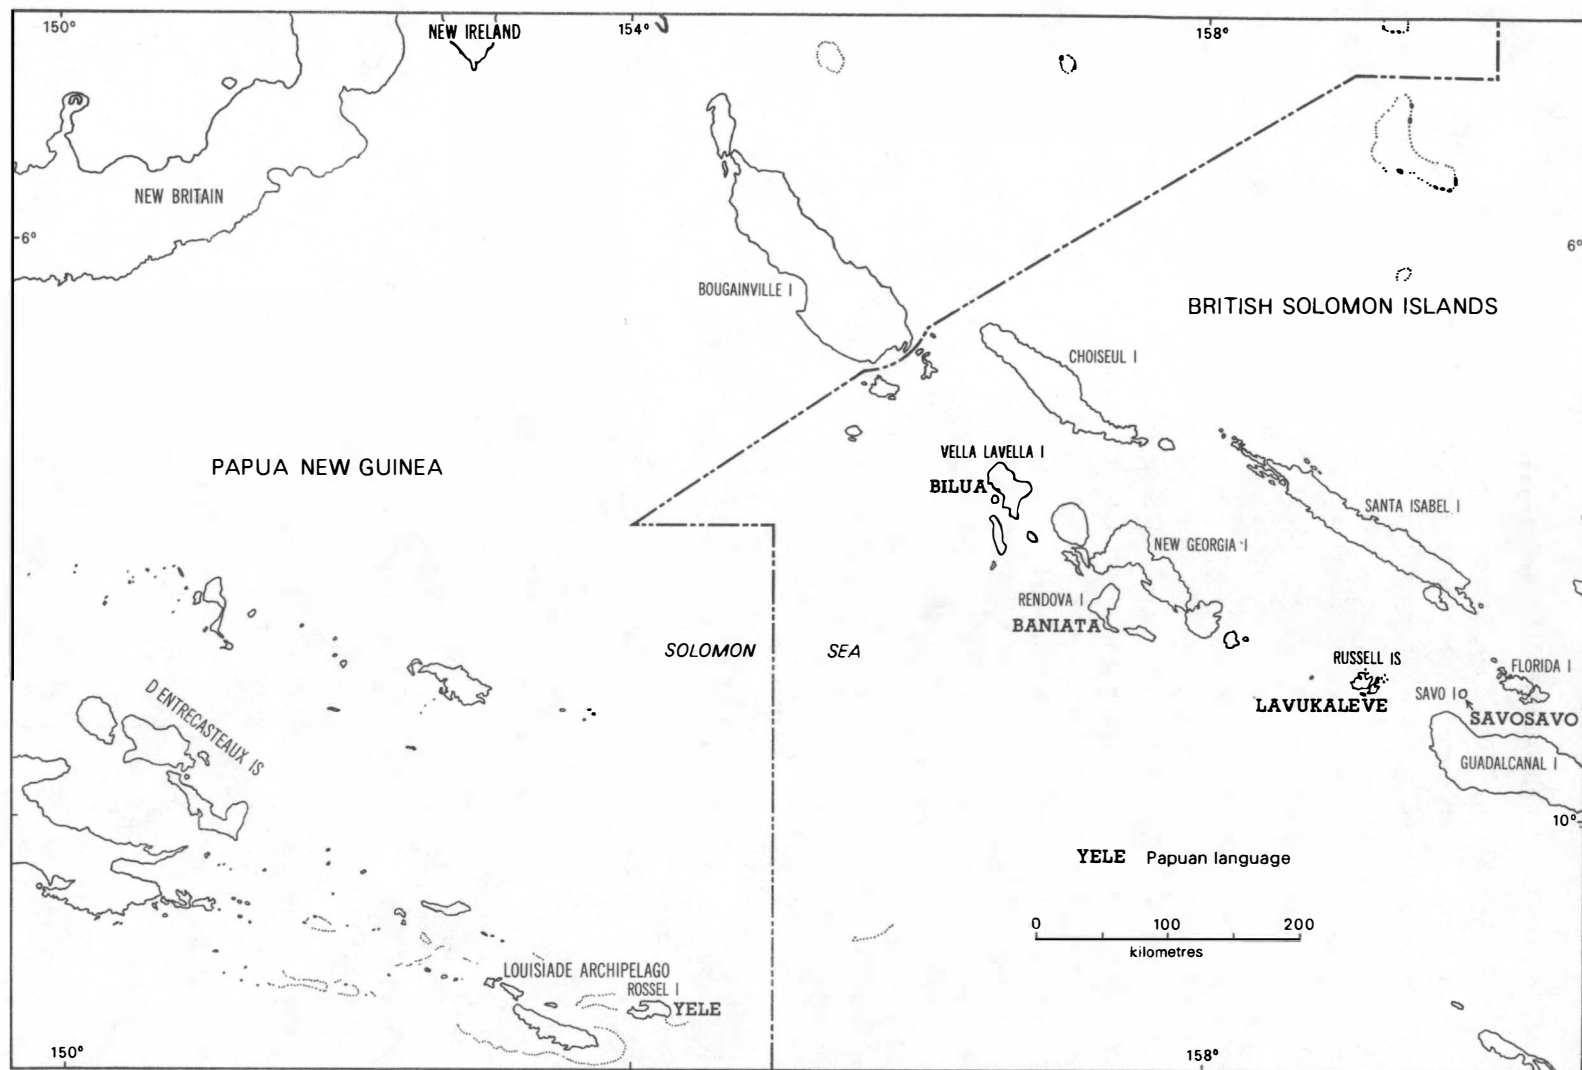 150°
NEW IRELAND
154°
158°
NEW BRITAIN
6°
6°
BOUGAINVILLE I
BRITISH SOLOMON ISLANDS
CHOISEUL I
PAPUA NEW GUINEA
VELLA LAVELLA I
BILUA
SANTA ISABEL I
NEW GEORGIA I
RENDOVA I
BANIATA
SOLOMON SEA
RUSSELL IS
LAVUKALEVE
FLORIDA I
SAVO I
SAVOSAVO
D ENTRECASTEAUX IS
GUADALCANAL I
10°
YELE Papuan language
0 100 200
kilometres
LOUISIADE ARCHIPELAGO
ROSSEL I
YELE
150°
158°